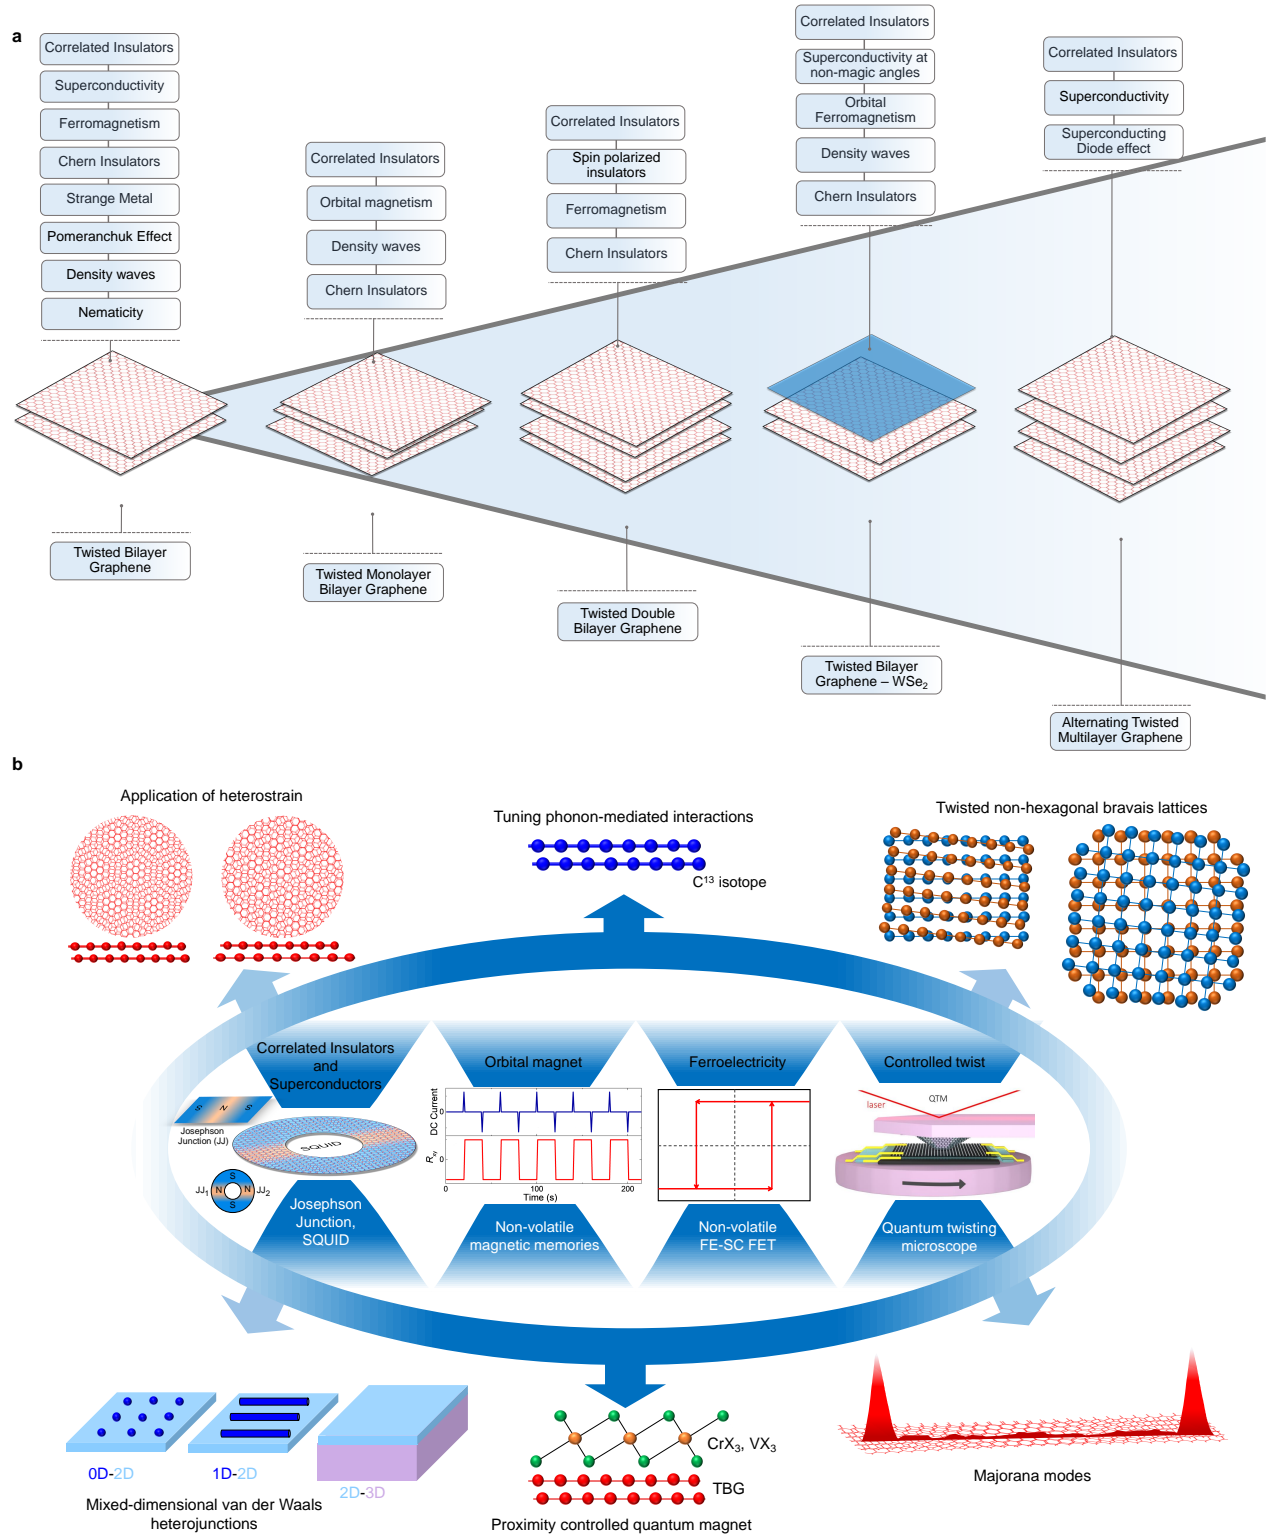 a
Correlated Insulators
Superconductivity
Ferromagnetism
Chern Insulators
Strange Metal
Pomeranchuk Effect
Density waves
Nematicity
Twisted Bilayer
Graphene
Correlated Insulators
Orbital magnetism
Density waves
Chern Insulators
Twisted Monolayer
Bilayer Graphene
Correlated Insulators
Spin polarized
insulators
Ferromagnetism
Chern Insulators
Twisted Double
Bilayer Graphene
Correlated Insulators
Superconductivity at
non-magic angles
Orbital
Ferromagnetism
Density waves
Chern Insulators
Twisted Bilayer
Graphene – WSe₂
Correlated Insulators
Superconductivity
Superconducting
Diode effect
Alternating Twisted
Multilayer Graphene
b
Application of heterostrain
Tuning phonon-mediated interactions
C¹³ isotope
Twisted non-hexagonal bravais lattices
Correlated Insulators
and
Superconductors
S N S
Josephson
Junction (JJ)
SQUID
S
JJ₁ N N JJ₂
S
Josephson
Junction,
SQUID
Orbital magnet
DC Current
0
Rxy
0
0 100 200
Time (s)
Non-volatile
magnetic memories
Ferroelectricity
Non-volatile
FE-SC FET
Controlled twist
laser
QTM
Quantum twisting
microscope
0D-2D
1D-2D
2D-3D
Mixed-dimensional van der Waals
heterojunctions
CrX₃, VX₃
TBG
Proximity controlled quantum magnet
Majorana modes